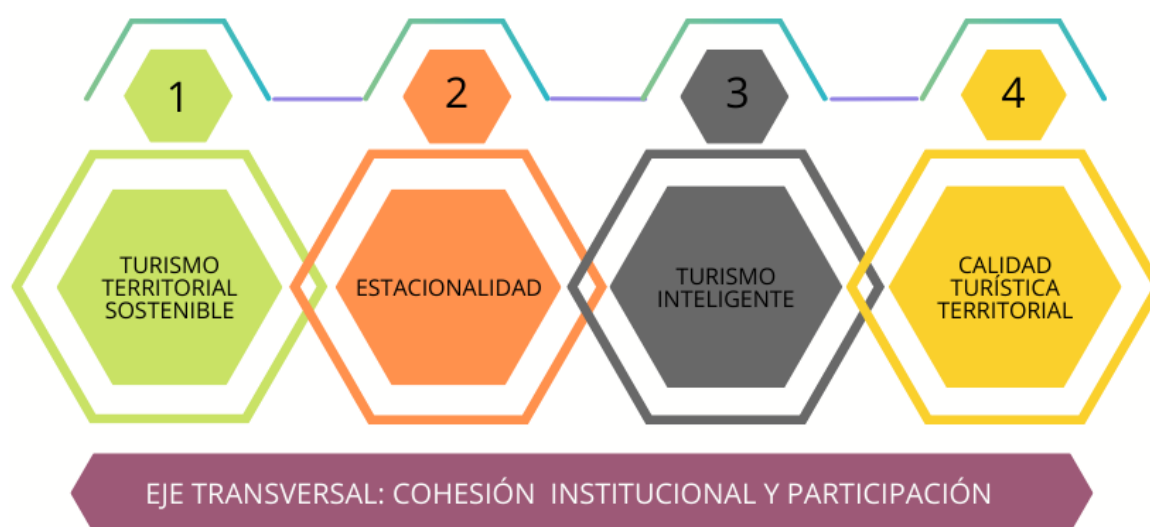 1
2
3
4
TURISMO
TERRITORIAL
SOSTENIBLE
ESTACIONALIDAD
TURISMO
INTELIGENTE
CALIDAD
TURÍSTICA
TERRITORIAL
EJE TRANSVERSAL: COHESIÓN INSTITUCIONAL Y PARTICIPACIÓN